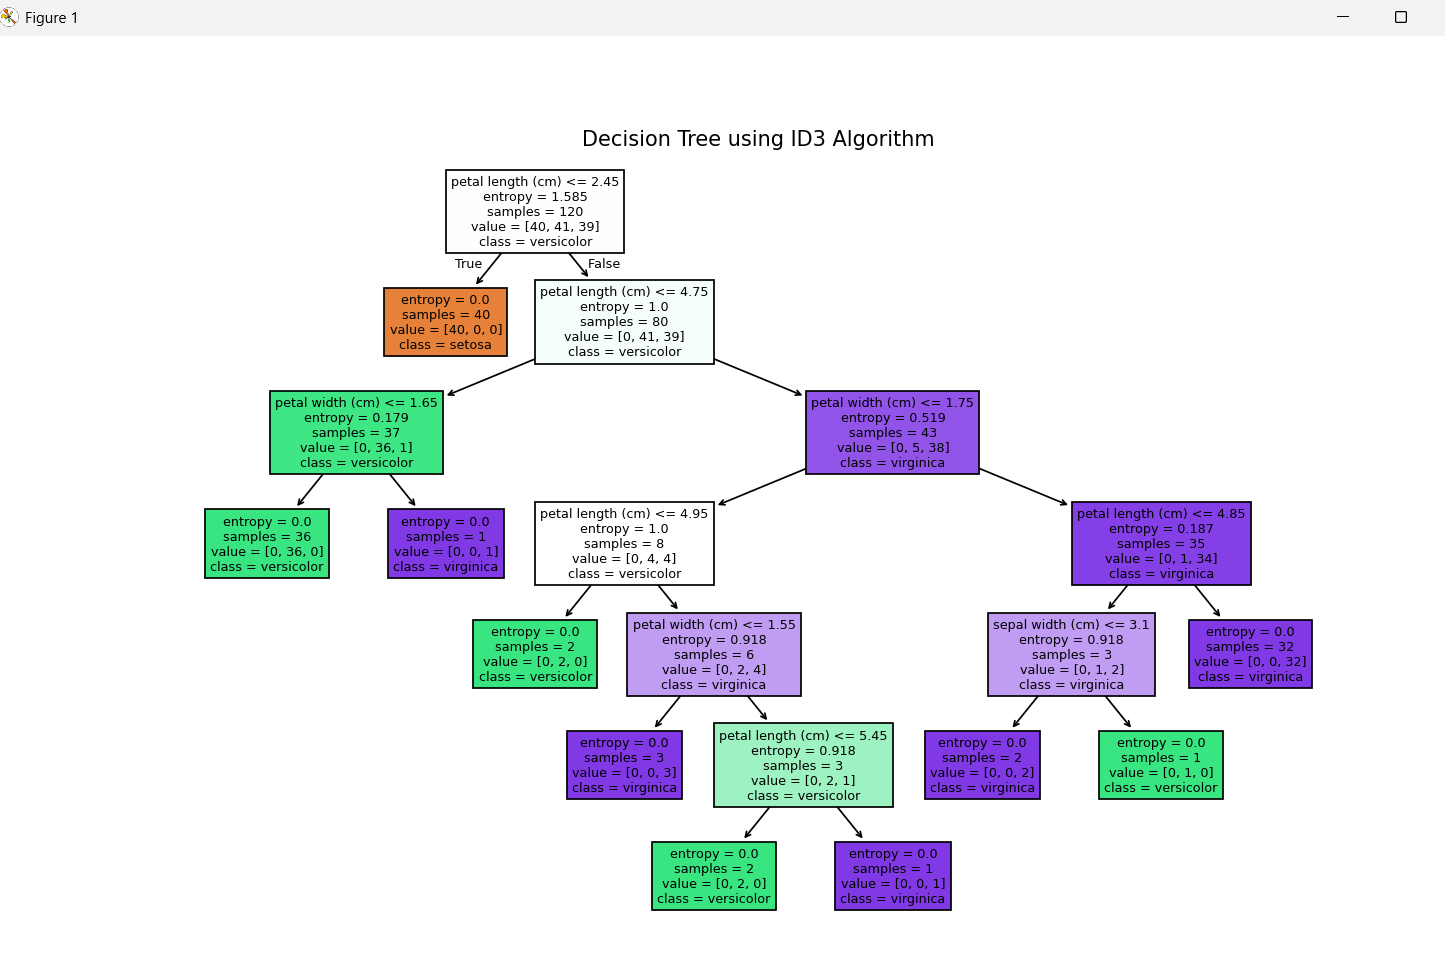 Figure 1
Decision Tree using ID3 Algorithm
petal length (cm) <= 2.45
entropy = 1.585
samples = 120
value = [40, 41, 39]
class = versicolor
True
False
entropy = 0.0
samples = 40
value = [40, 0, 0]
class = setosa
petal length (cm) <= 4.75
entropy = 1.0
samples = 80
value = [0, 41, 39]
class = versicolor
petal width (cm) <= 1.65
entropy = 0.179
samples = 37
value = [0, 36, 1]
class = versicolor
petal width (cm) <= 1.75
entropy = 0.519
samples = 43
value = [0, 5, 38]
class = virginica
entropy = 0.0
samples = 36
value = [0, 36, 0]
class = versicolor
entropy = 0.0
samples = 1
value = [0, 0, 1]
class = virginica
petal length (cm) <= 4.95
entropy = 1.0
samples = 8
value = [0, 4, 4]
class = versicolor
petal length (cm) <= 4.85
entropy = 0.187
samples = 35
value = [0, 1, 34]
class = virginica
entropy = 0.0
samples = 2
value = [0, 2, 0]
class = versicolor
petal width (cm) <= 1.55
entropy = 0.918
samples = 6
value = [0, 2, 4]
class = virginica
sepal width (cm) <= 3.1
entropy = 0.918
samples = 3
value = [0, 1, 2]
class = virginica
entropy = 0.0
samples = 32
value = [0, 0, 32]
class = virginica
entropy = 0.0
samples = 3
value = [0, 0, 3]
class = virginica
petal length (cm) <= 5.45
entropy = 0.918
samples = 3
value = [0, 2, 1]
class = versicolor
entropy = 0.0
samples = 2
value = [0, 0, 2]
class = virginica
entropy = 0.0
samples = 1
value = [0, 1, 0]
class = versicolor
entropy = 0.0
samples = 2
value = [0, 2, 0]
class = versicolor
entropy = 0.0
samples = 1
value = [0, 0, 1]
class = virginica